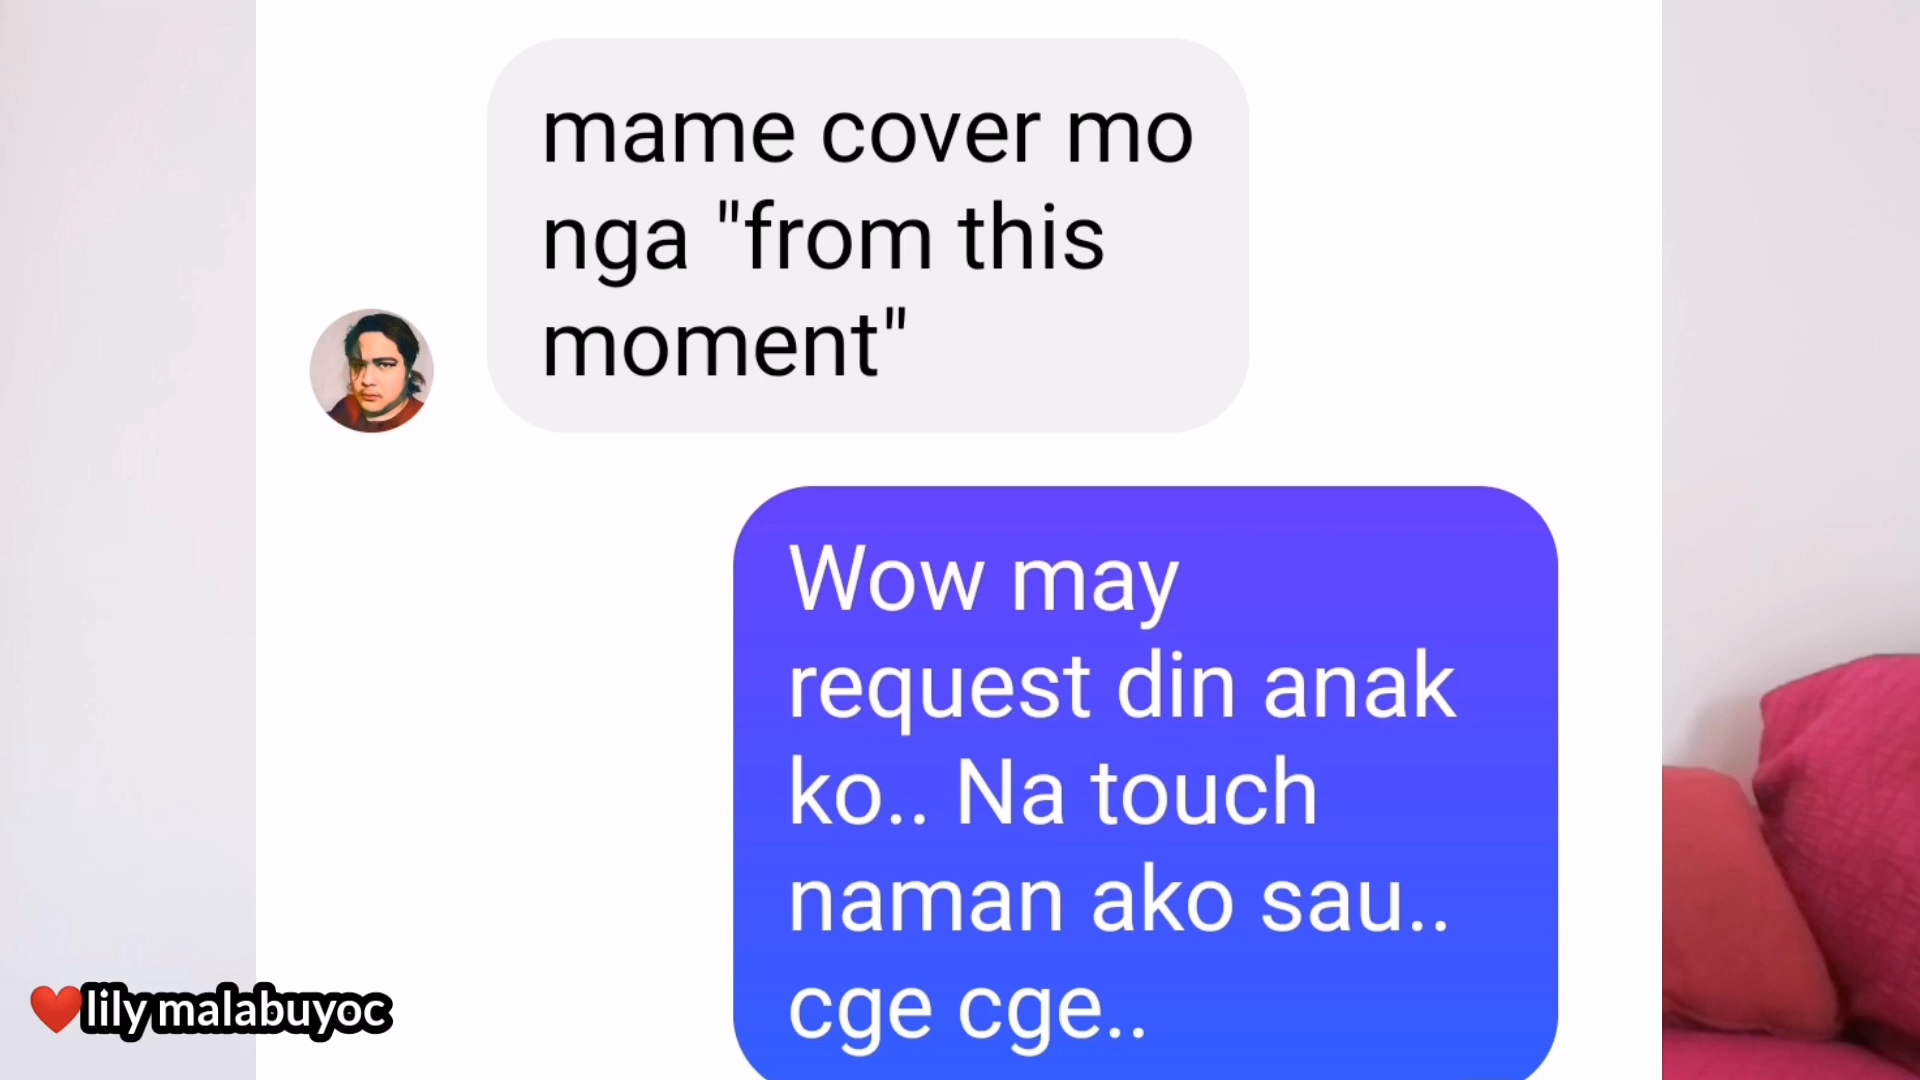 mame cover mo
nga "from this
moment"
Wow may
request din anak
ko.. Na touch
naman ako sau..
cge cge..
❤️lily malabuyoc